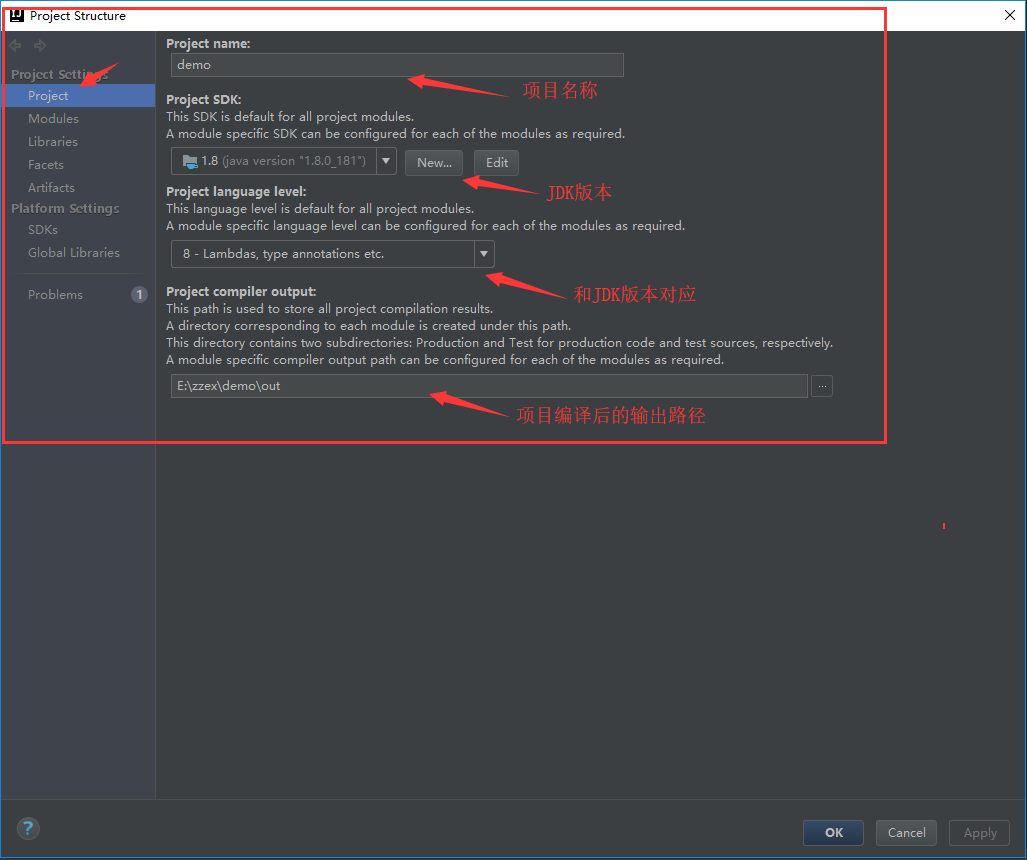 Project Structure
Project Settings
Project
Modules
Libraries
Facets
Artifacts
Platform Settings
SDKs
Global Libraries
Problems
1
Project name:
demo
项目名称
Project SDK:
This SDK is default for all project modules.
A module specific SDK can be configured for each of the modules as required.
1.8 (java version "1.8.0_181")
New...
Edit
JDK版本
Project language level:
This language level is default for all project modules.
A module specific language level can be configured for each of the modules as required.
8 - Lambdas, type annotations etc.
和JDK版本对应
Project compiler output:
This path is used to store all project compilation results.
A directory corresponding to each module is created under this path.
This directory contains two subdirectories: Production and Test for production code and test sources, respectively.
A module specific compiler output path can be configured for each of the modules as required.
E:\zzex\demo\out
...
项目编译后的输出路径
?
OK
Cancel
Apply